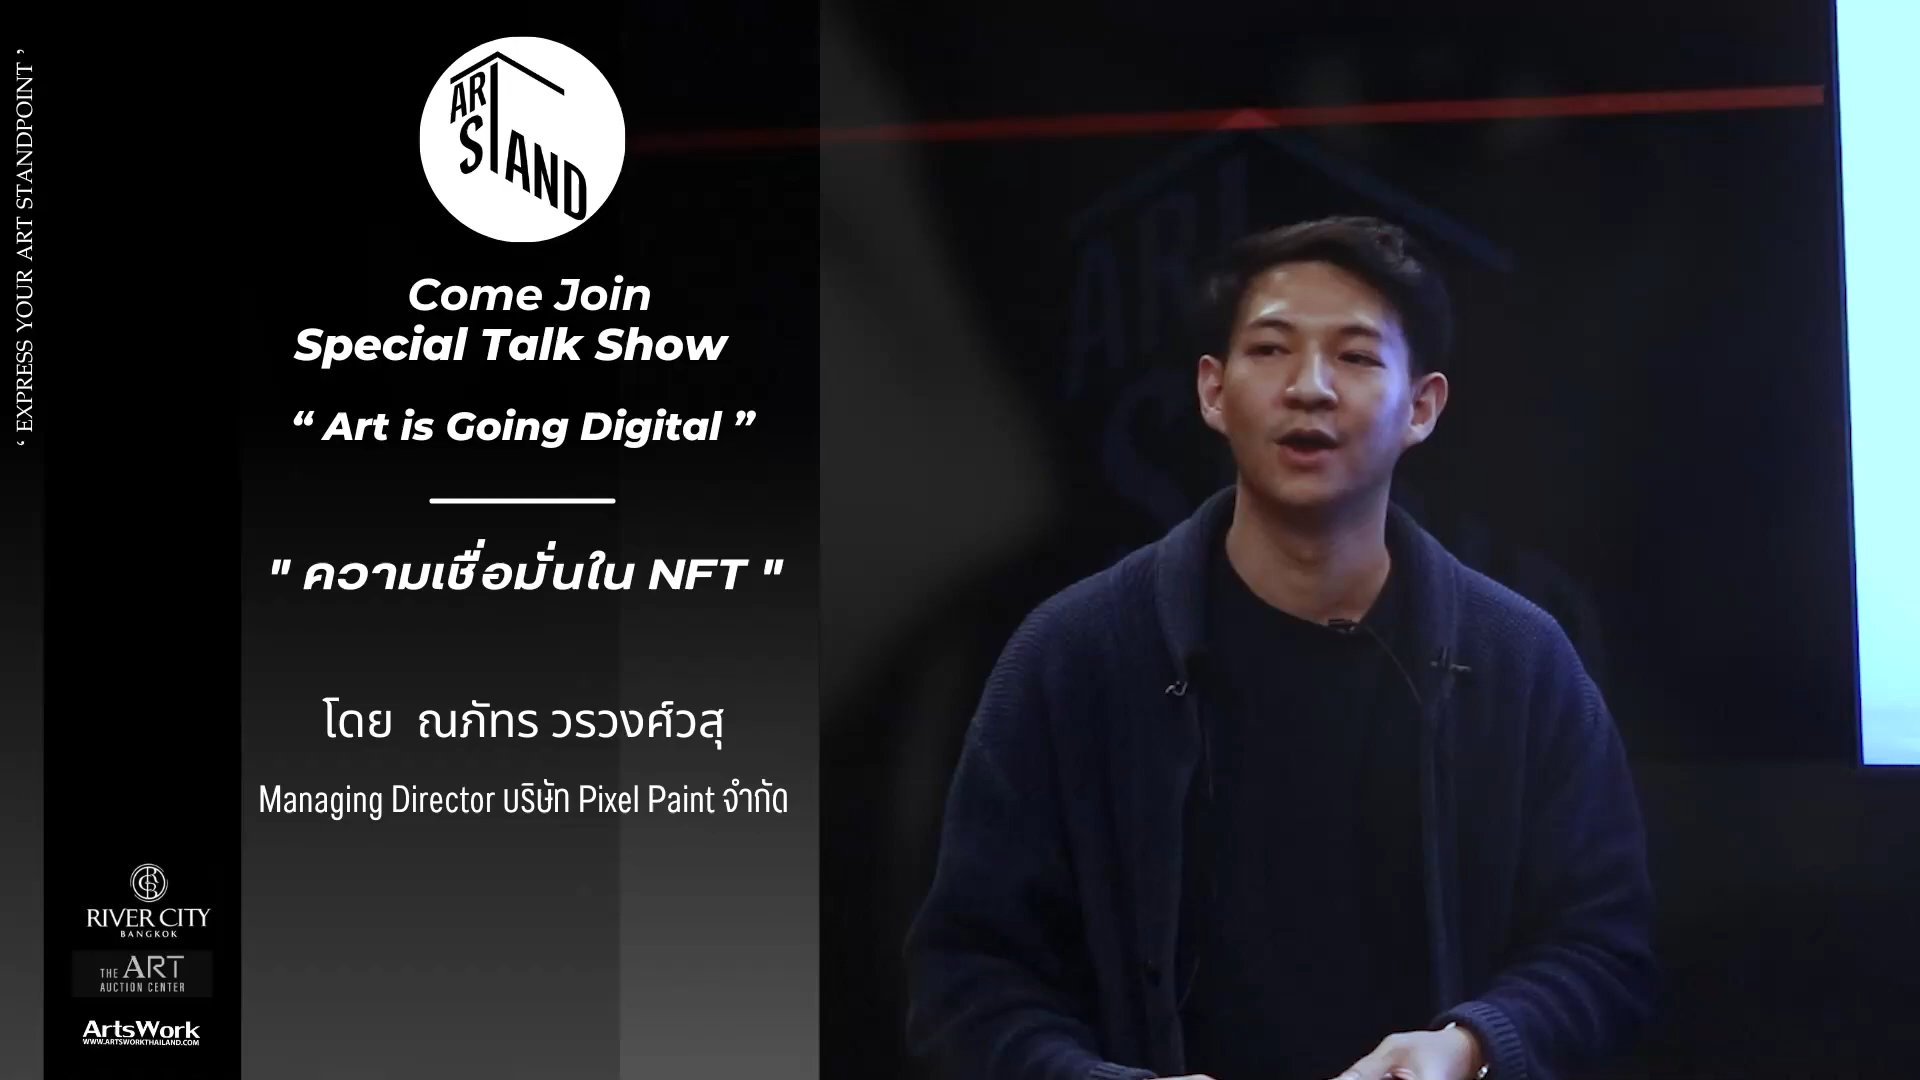 ‘ EXPRESS YOUR ART STANDPOINT ’
ART
STAND
Come Join
Special Talk Show
“ Art is Going Digital ”
" ความเชื่อมั่นใน NFT "
โดย ณภัทร วรวงศ์วสุ
Managing Director บริษัท Pixel Paint จำกัด
RIVER CITY
BANGKOK
THE ART
AUCTION CENTER
ArtsWork
WWW.ARTSWORKTHAILAND.COM